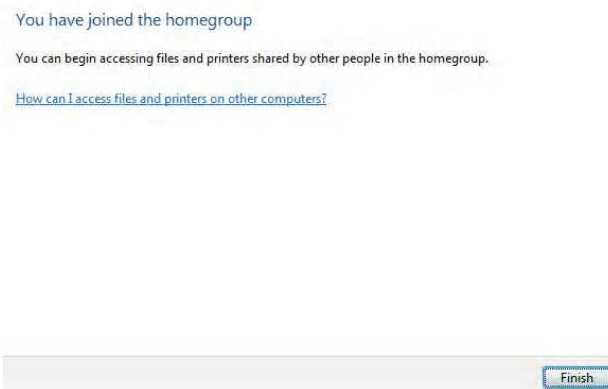 You have joined the homegroup
You can begin accessing files and printers shared by other people in the homegroup.
How can I access files and printers on other computers?
Finish